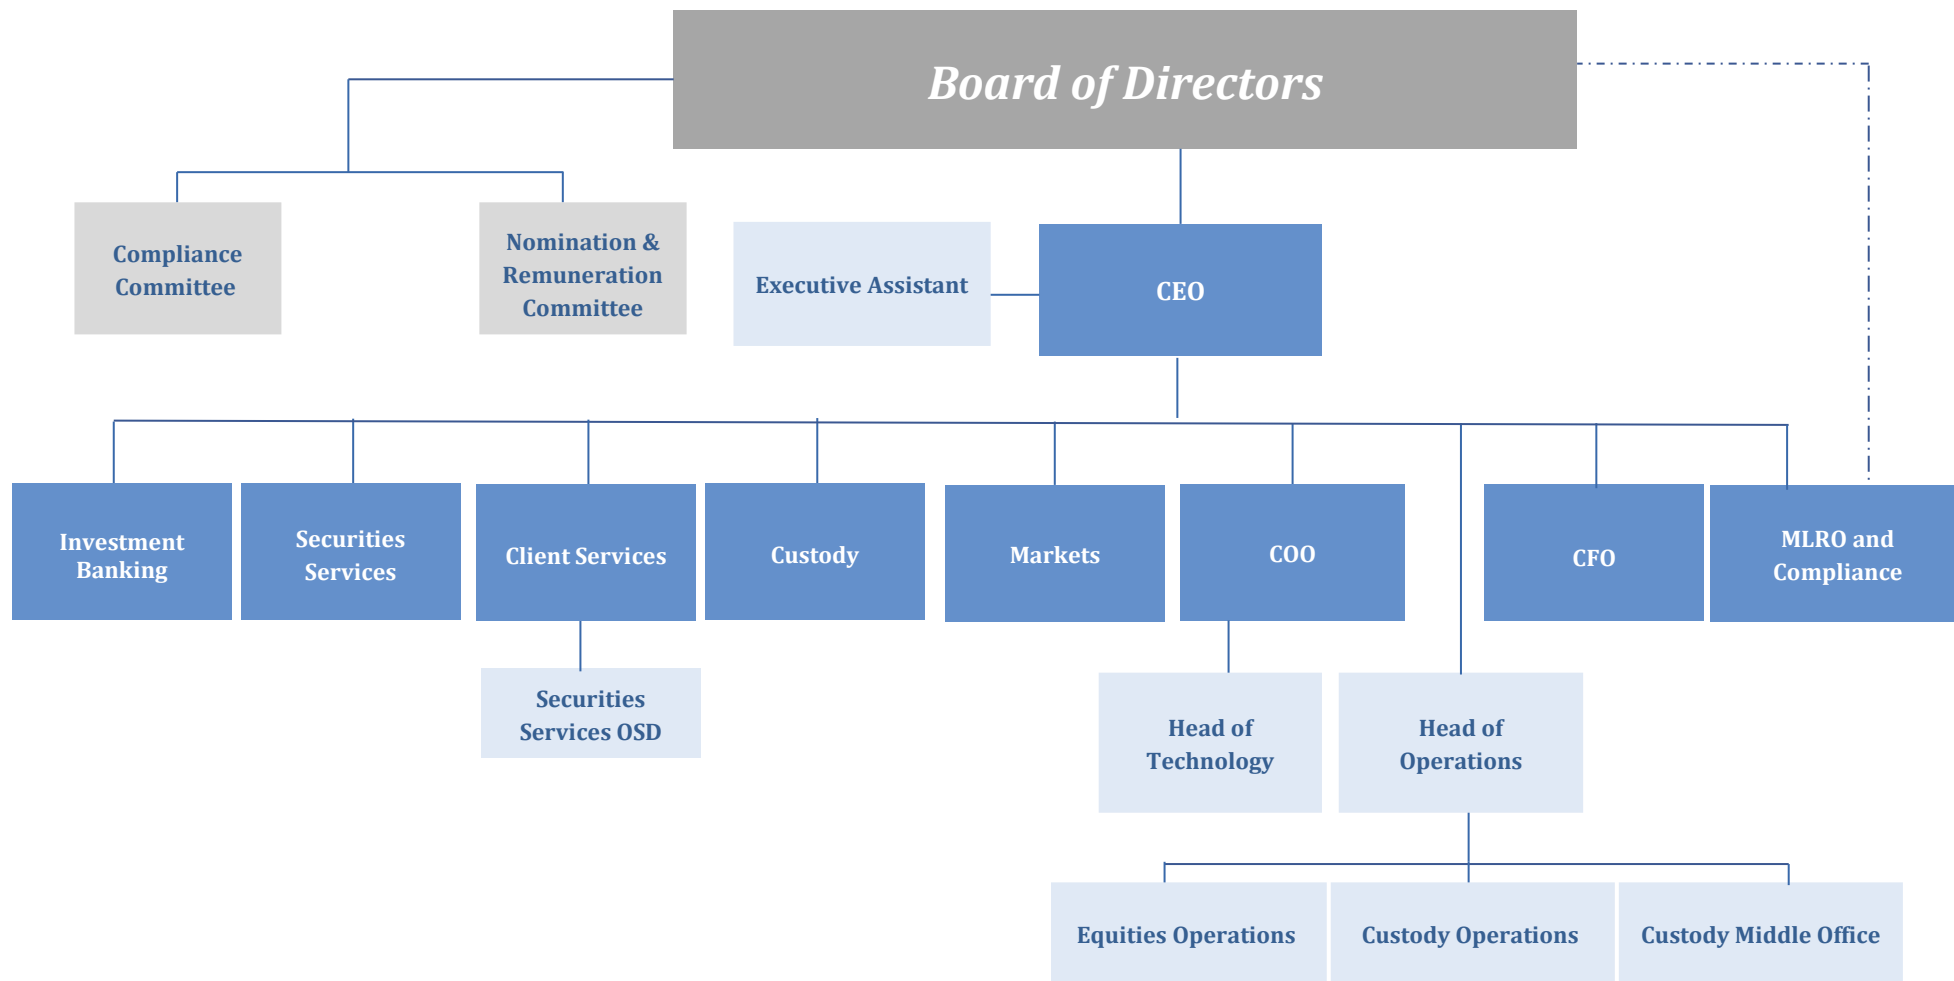 Board of Directors
Compliance
Committee
Nomination &
Remuneration
Committee
Executive Assistant
CEO
Investment
Banking
Securities
Services
Client Services
Custody
Markets
COO
CFO
MLRO and
Compliance
Securities
Services OSD
Head of
Technology
Head of
Operations
Equities Operations
Custody Operations
Custody Middle Office